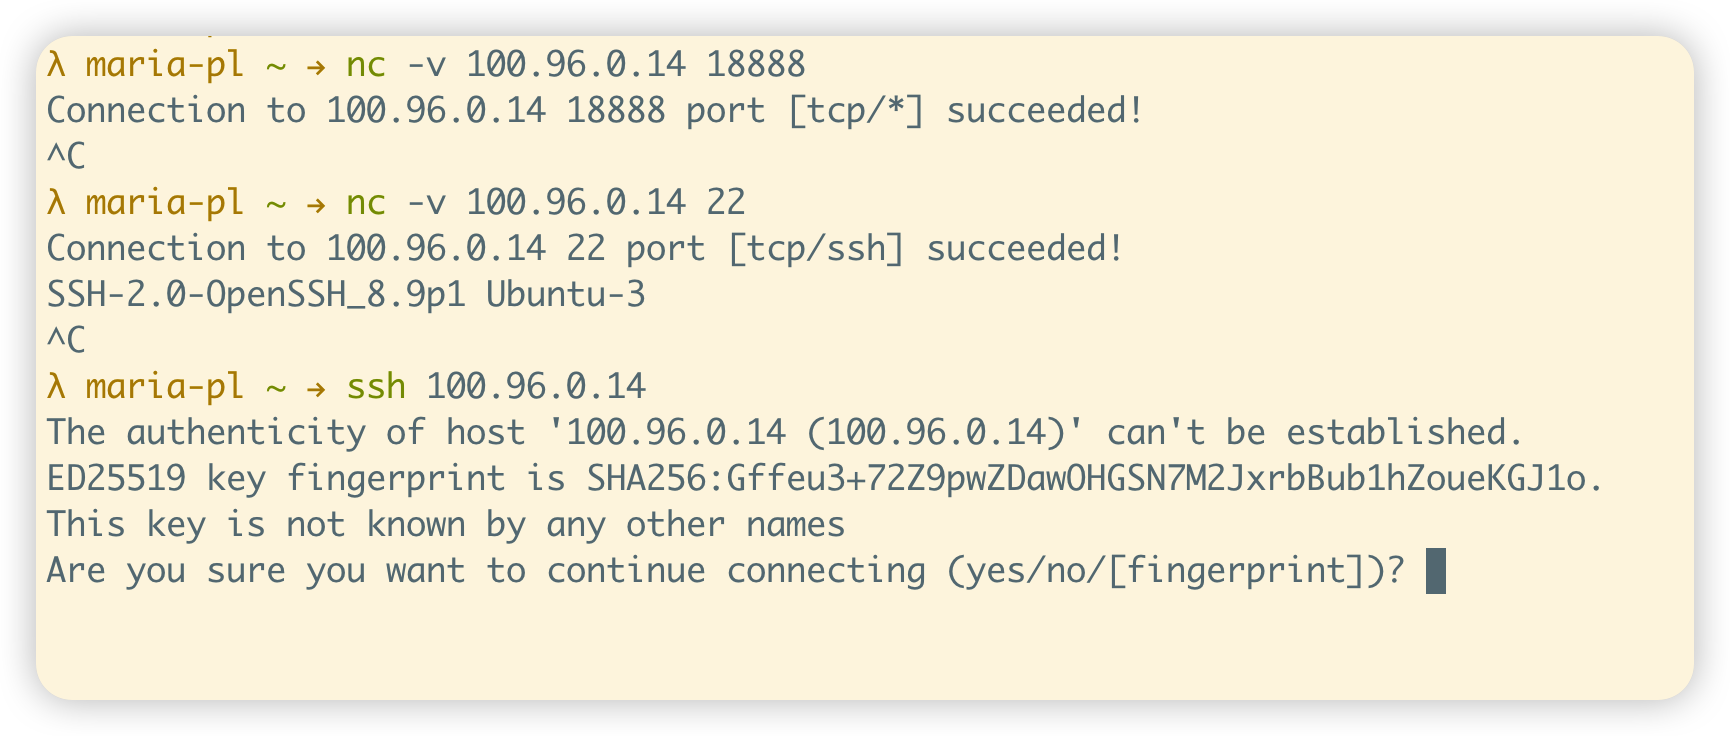 λ maria-pl ~ → nc -v 100.96.0.14 18888
Connection to 100.96.0.14 18888 port [tcp/*] succeeded!
^C
λ maria-pl ~ → nc -v 100.96.0.14 22
Connection to 100.96.0.14 22 port [tcp/ssh] succeeded!
SSH-2.0-OpenSSH_8.9p1 Ubuntu-3
^C
λ maria-pl ~ → ssh 100.96.0.14
The authenticity of host '100.96.0.14 (100.96.0.14)' can't be established.
ED25519 key fingerprint is SHA256:Gffeu3+72Z9pwZDawOHGSN7M2JxrbBub1hZoueKGJ1o.
This key is not known by any other names
Are you sure you want to continue connecting (yes/no/[fingerprint])?